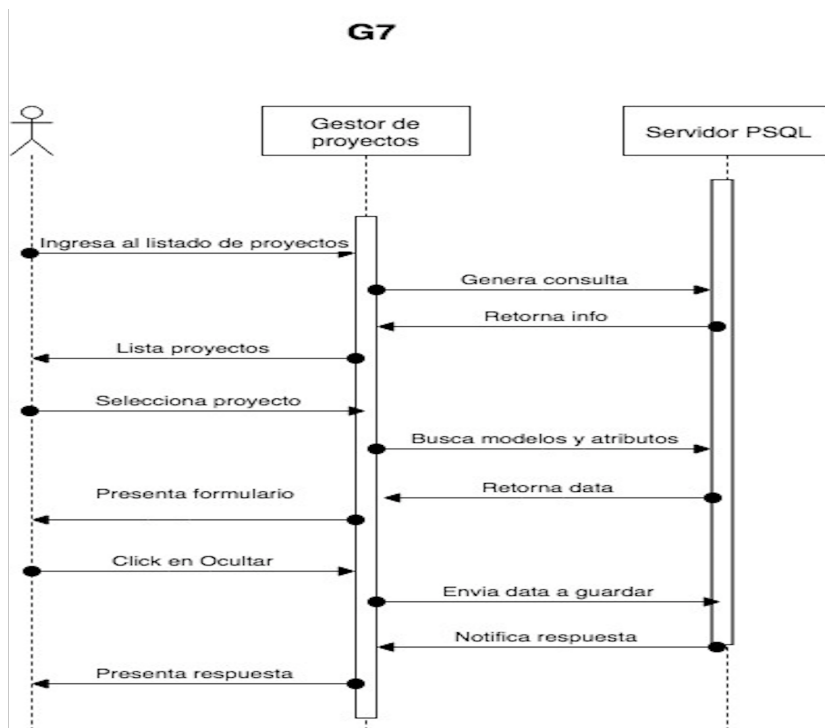 G7
Gestor de
proyectos
Servidor PSQL
Ingresa al listado de proyectos
Genera consulta
Retorna info
Lista proyectos
Selecciona proyecto
Busca modelos y atributos
Retorna data
Presenta formulario
Click en Ocultar
Envia data a guardar
Notifica respuesta
Presenta respuesta